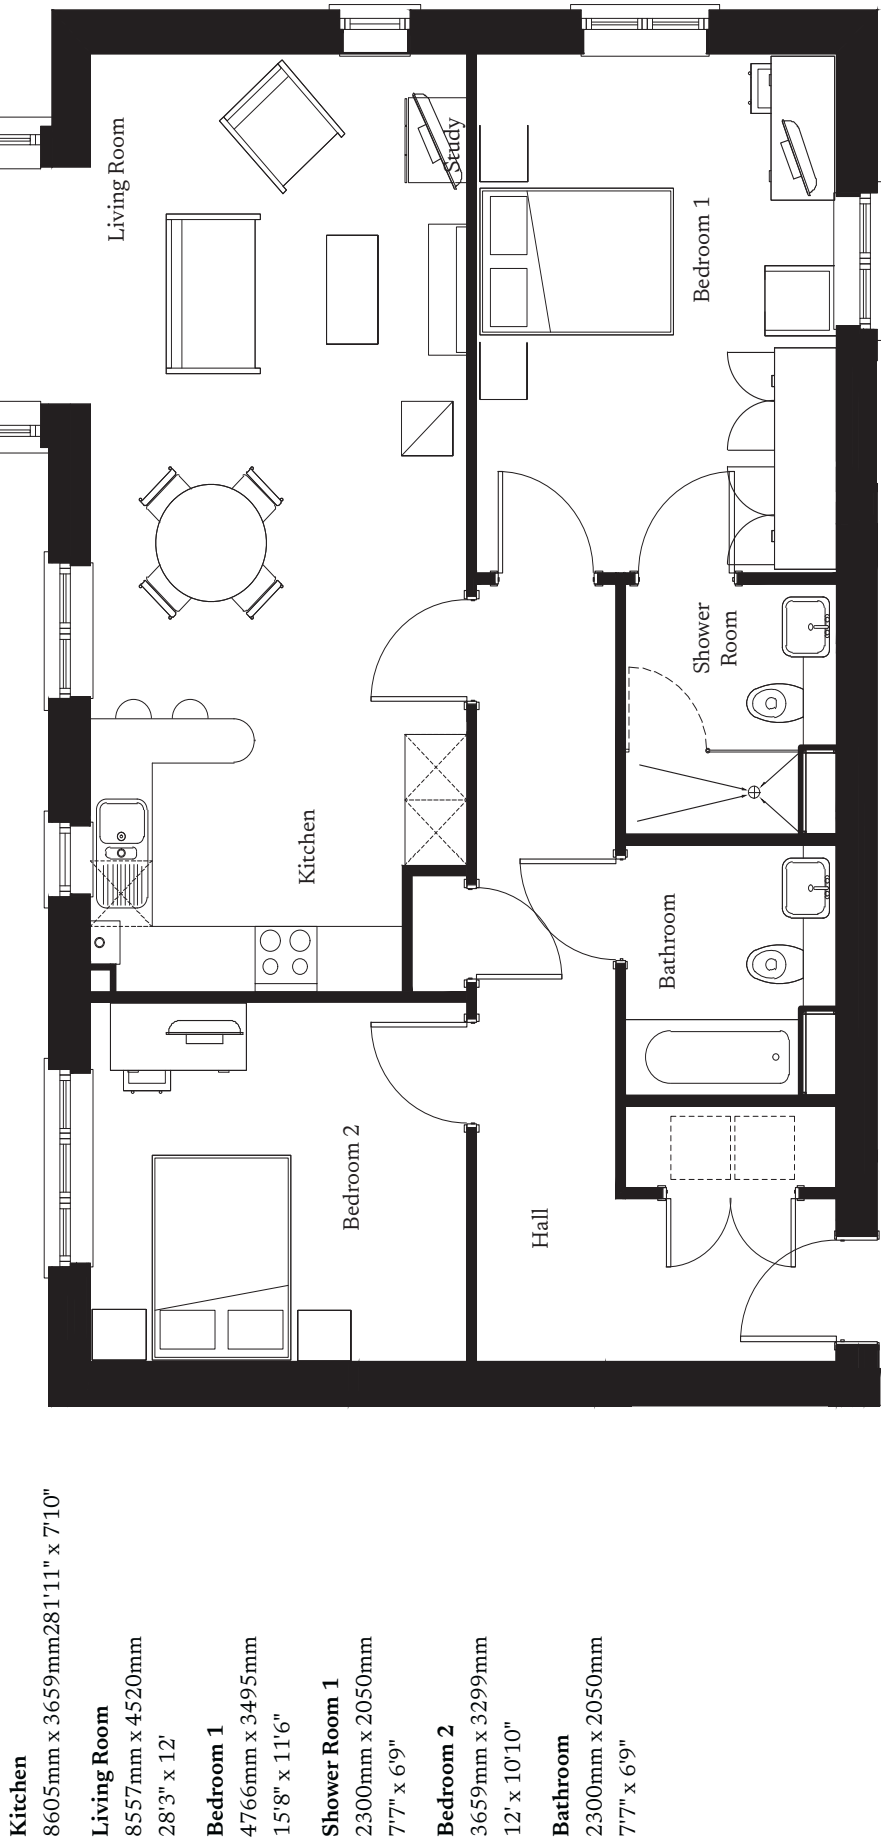 Living Room
Study
Bedroom 1
Kitchen
Shower
Room
Bathroom
Bedroom 2
Hall
Kitchen
8605mm x 3659mm281'11" x 7'10"
Living Room
8557mm x 4520mm
28'3" x 12'
Bedroom 1
4766mm x 3495mm
15'8" x 11'6"
Shower Room 1
2300mm x 2050mm
7'7" x 6'9"
Bedroom 2
3659mm x 3299mm
12' x 10'10"
Bathroom
2300mm x 2050mm
7'7" x 6'9"